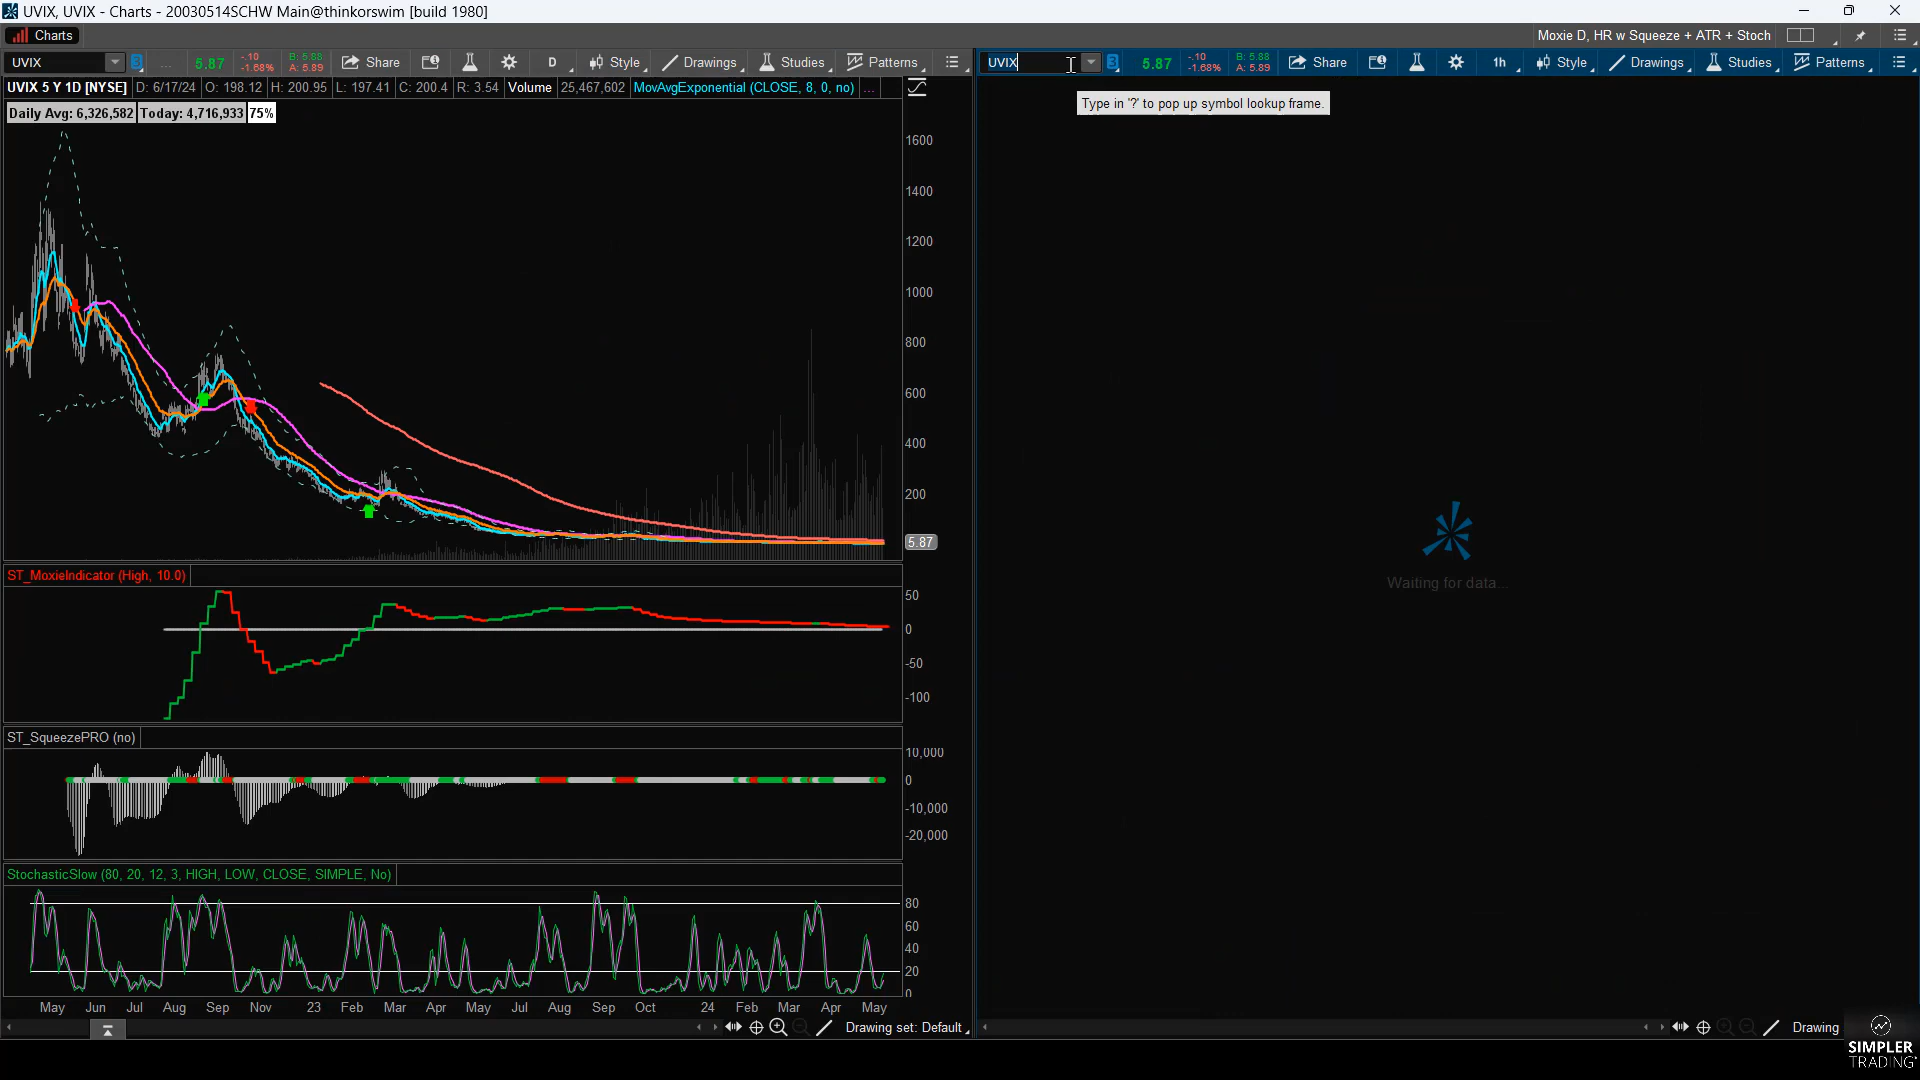 UVIX, UVIX - Charts - 20030514SCHW Main@thinkorswim [build 1980]
Charts
Moxie D, HR w Squeeze + ATR + Stoch
UVIX 3 ... 5.87 -.10 -1.68% B: 5.88 A: 5.89 Share D Style Drawings Studies Patterns
UVIX 3 5.87 -.10 -1.68% B: 5.88 A: 5.89 Share 1h Style Drawings Studies Patterns
UVIX 5 Y 1D [NYSE] D: 6/17/24 O: 198.12 H: 200.95 L: 197.41 C: 200.4 R: 3.54 Volume 25,467,602 MovAvgExponential (CLOSE, 8, 0, no) ...
Daily Avg: 6,326,582 Today: 4,716,933 75%
Type in '?' to pop up symbol lookup frame.
1600
1400
1200
1000
800
600
400
200
5.87
Waiting for data...
ST_MoxieIndicator (High, 10.0)
50
0
-50
-100
ST_SqueezePRO (no)
10,000
0
-10,000
-20,000
StochasticSlow (80, 20, 12, 3, HIGH, LOW, CLOSE, SIMPLE, No)
80
60
40
20
0
May Jun Jul Aug Sep Nov 23 Feb Mar Apr May Jul Aug Sep Oct 24 Feb Mar Apr May
Drawing set: Default
Drawing
SIMPLER
TRADING